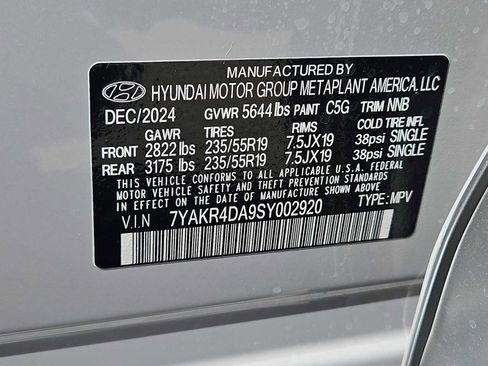 MANUFACTURED BY
HYUNDAI MOTOR GROUP METAPLANT AMERICA, LLC
DEC/2024 GVWR 5644 lbs PAINT C5G TRIM NNB
GAWR TIRES RIMS COLD TIRE INFL
FRONT 2822 lbs 235/55R19 7.5JX19 38psi SINGLE
REAR 3175 lbs 235/55R19 7.5JX19 38psi SINGLE
THIS VEHICLE CONFORMS TO ALL APPLICABLE U.S.A. FEDERAL
MOTOR VEHICLE SAFETY AND THEFT PREVENTION STANDARDS
IN EFFECT ON THE DATE OF MANUFACTURE SHOWN ABOVE.
V.I.N 7YAKR4DA9SY002920 TYPE: MPV